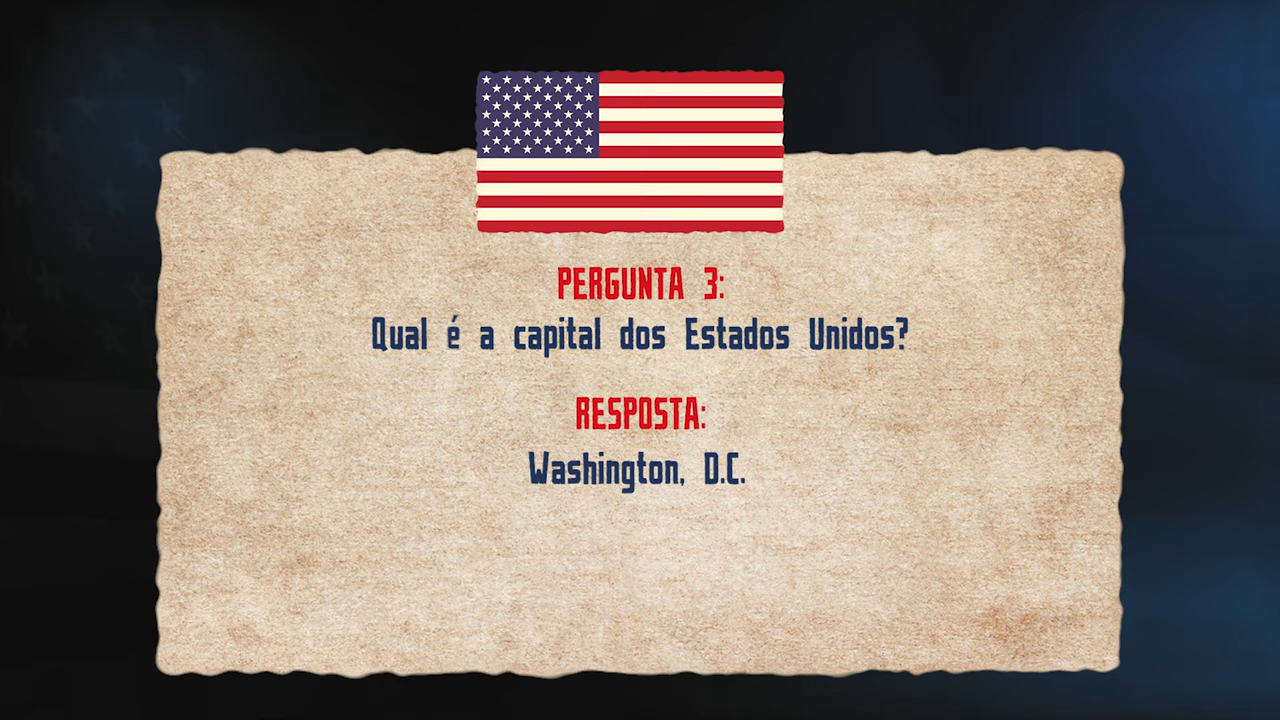 PERGUNTA 3:
Qual é a capital dos Estados Unidos?
RESPOSTA:
Washington, D.C.